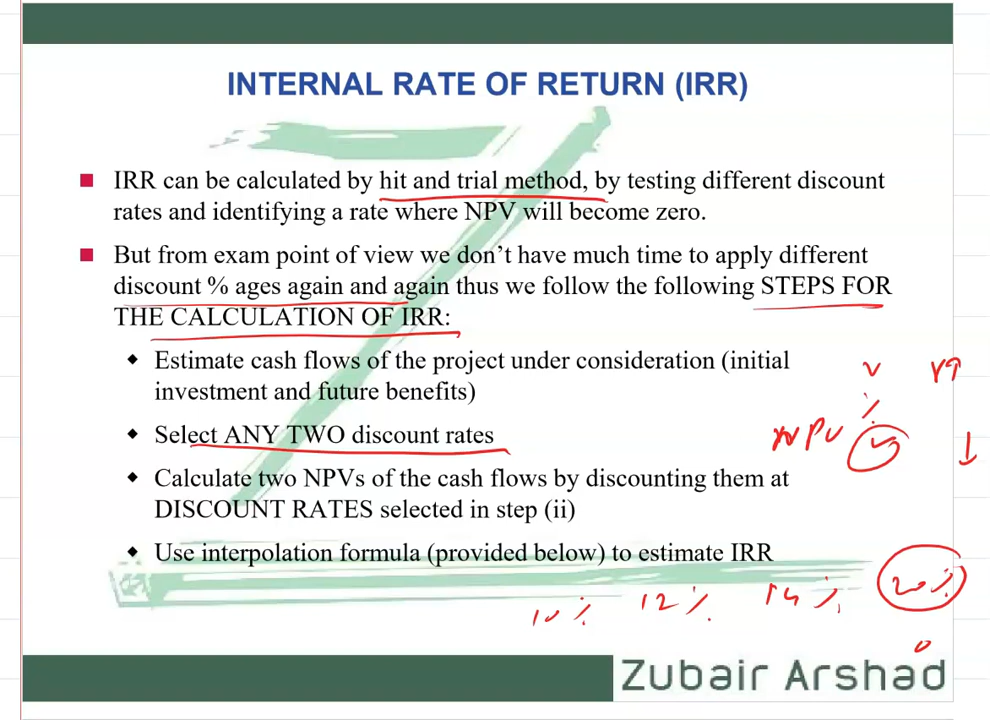 INTERNAL RATE OF RETURN (IRR)
IRR can be calculated by hit and trial method, by testing different discount
rates and identifying a rate where NPV will become zero.
But from exam point of view we don’t have much time to apply different
discount % ages again and again thus we follow the following STEPS FOR
THE CALCULATION OF IRR:
Estimate cash flows of the project under consideration (initial
investment and future benefits)
Select ANY TWO discount rates
NPV
Calculate two NPVs of the cash flows by discounting them at
DISCOUNT RATES selected in step (ii)
Use interpolation formula (provided below) to estimate IRR
10% 12% 14% 20%
0
Zubair Arshad